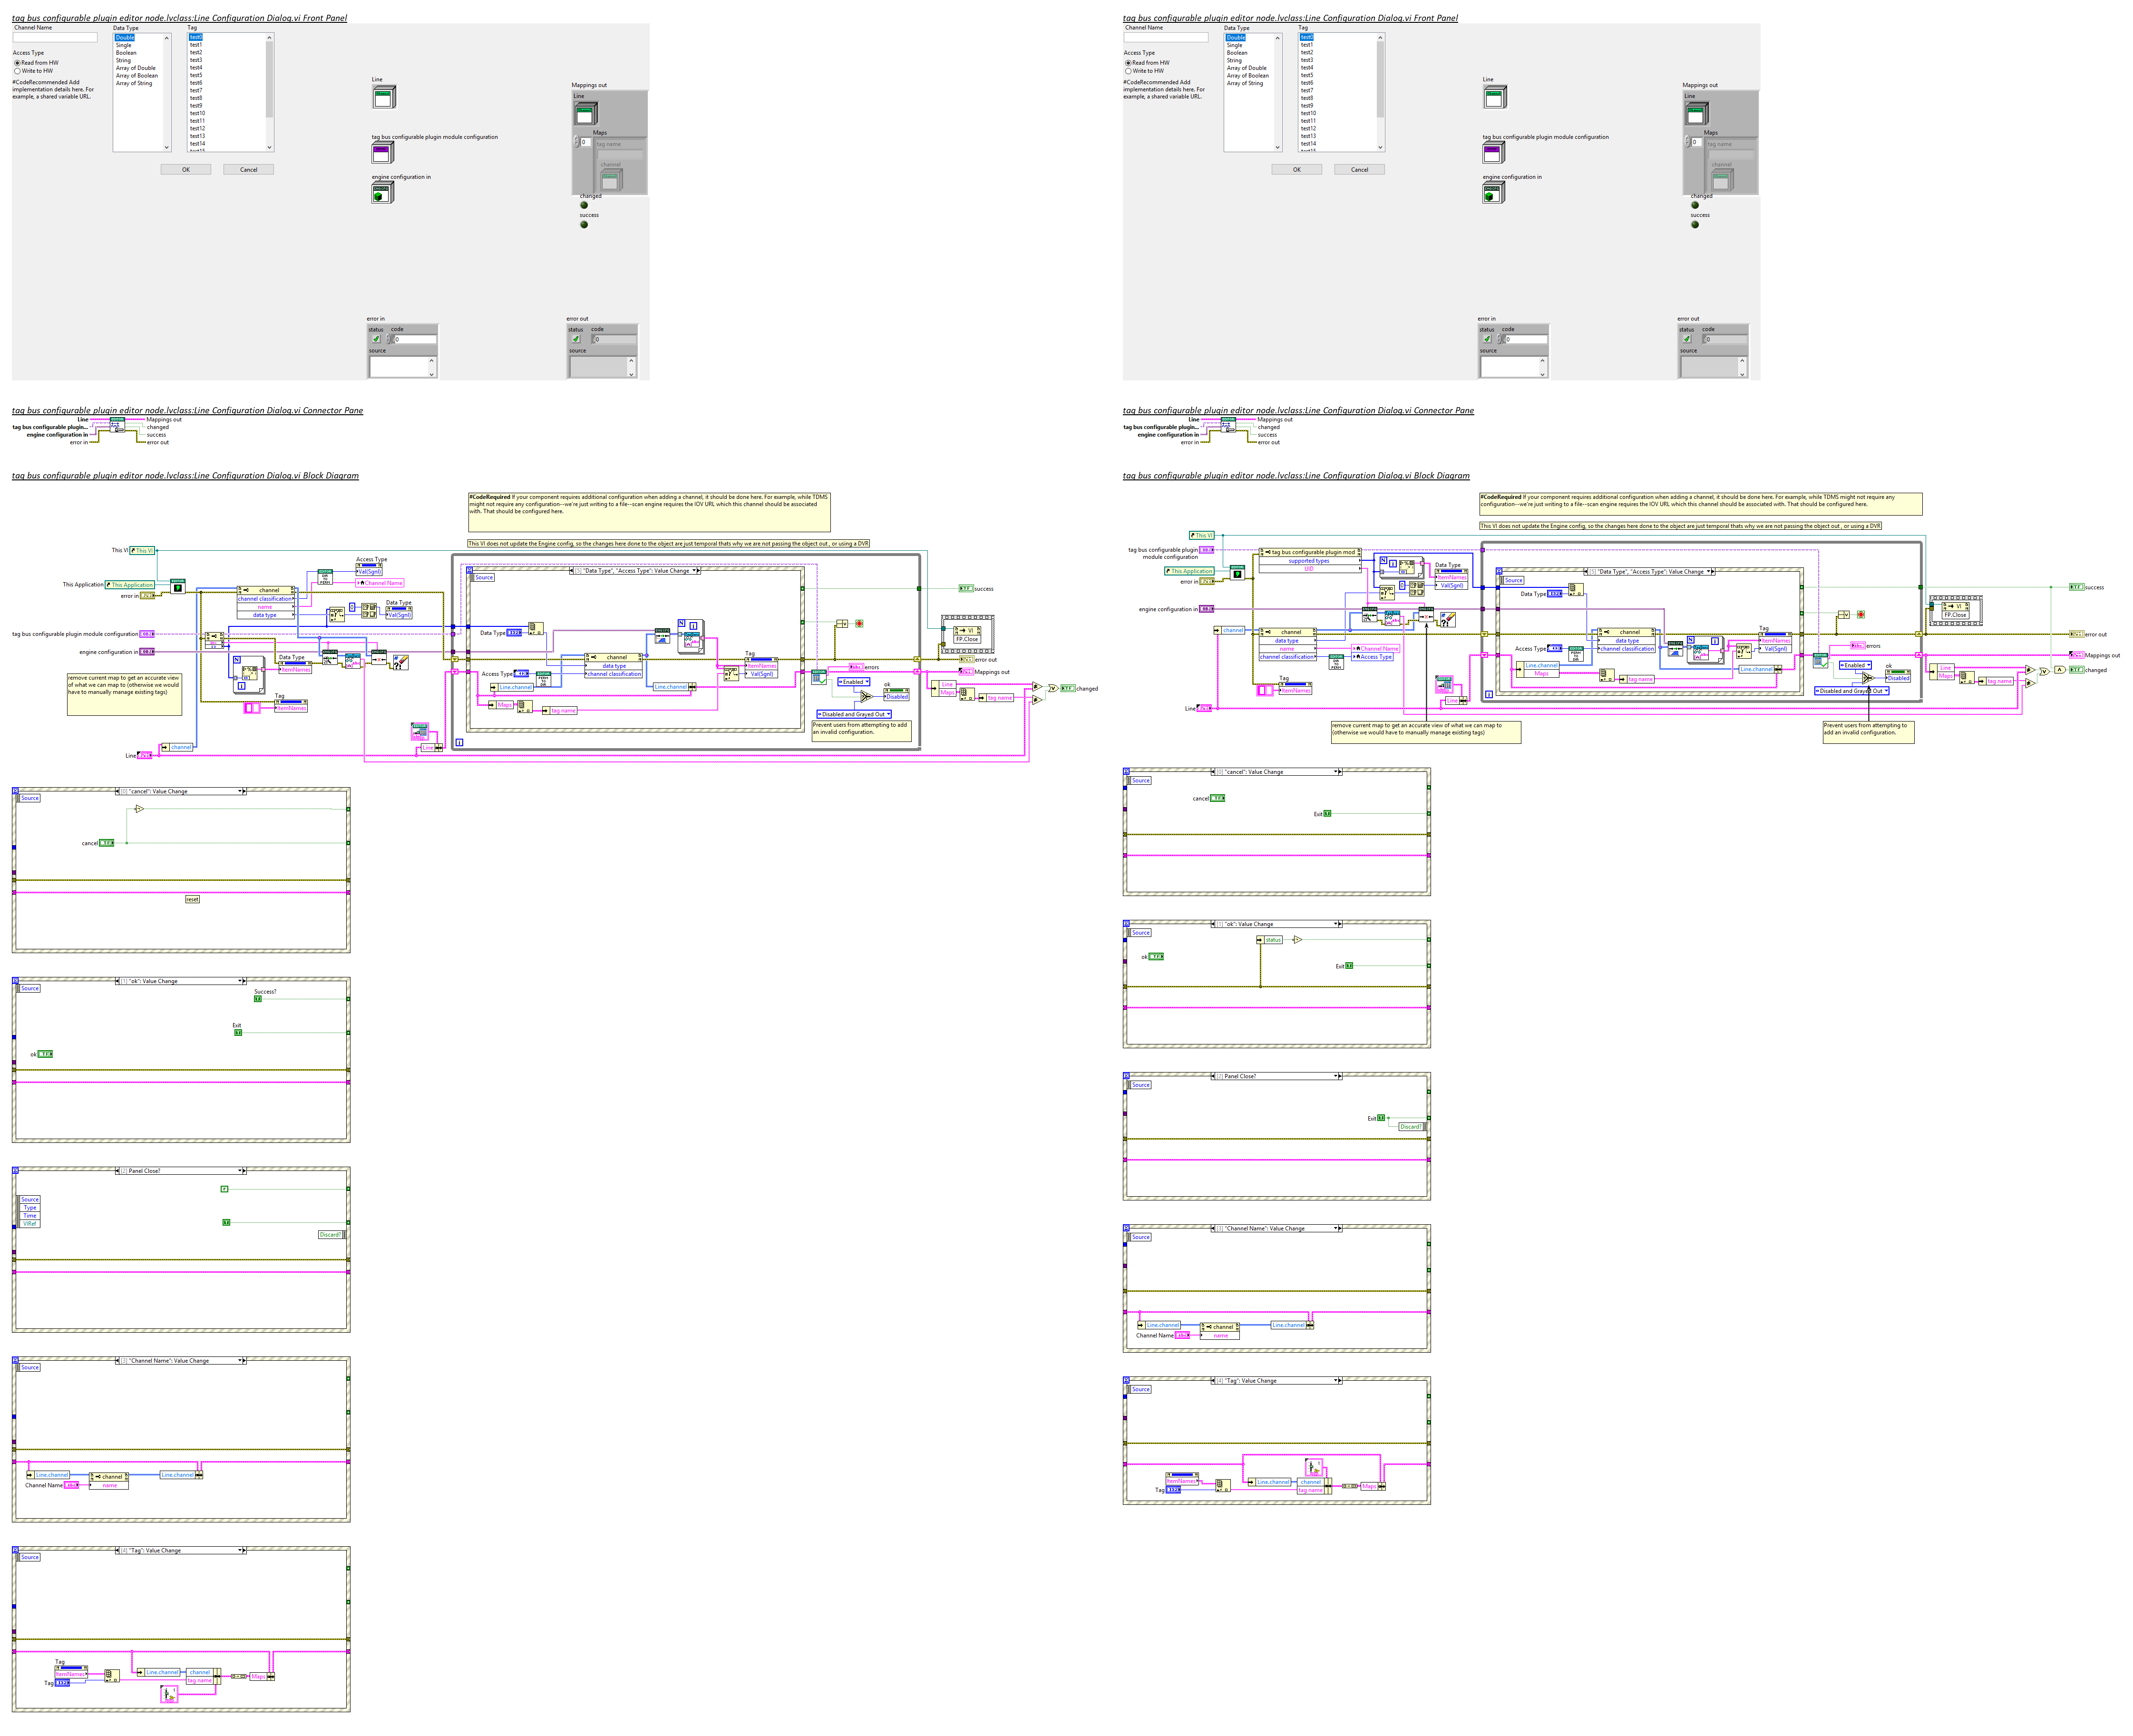 tag bus configurable plugin editor node.lvclass:Line Configuration Dialog.vi Front Panel
Channel Name
Data Type
Tag
Access Type
Read from HW
Write to HW
#CodeRecommended Add
implementation details here. For
example, a shared variable URL.
Double
Single
Boolean
String
Array of Double
Array of Boolean
Array of String
test0
test1
test2
test3
test4
test5
test6
test7
test8
test9
test10
test11
test12
test13
test14
OK
Cancel
Line
tag bus configurable plugin module configuration
engine configuration in
Mappings out
Line
Maps
0
tag name
channel
changed
success
error in
status
code
0
source
error out
status
code
0
source
tag bus configurable plugin editor node.lvclass:Line Configuration Dialog.vi Connector Pane
Line
tag bus configurable plugin...
engine configuration in
error in
Mappings out
changed
success
error out
tag bus configurable plugin editor node.lvclass:Line Configuration Dialog.vi Block Diagram
#CodeRequired If your component requires additional configuration when adding a channel, it should be done here. For example, while TDMS
might not require any configuration--we're just writing to a file--scan engine requires the IOV URL which this channel should be associated
with. That should be configured here.
This VI does not update the Engine config, so the changes here done to the object are just temporal thats why we are not passing the object out , or using a DVR
This VI
This VI
This Application
This Application
error in
channel
channel classification
name
data type
Access Type
Val(Sgnl)
Channel Name
Data Type
Val(Sgnl)
tag bus configurable plugin module configuration
engine configuration in
Data Type
ItemNames
remove current map to get an accurate view
of what we can map to (otherwise we would
have to manually manage existing tags)
Tag
ItemNames
channel
Line
Line
[5] "Data Type", "Access Type": Value Change
Source
Data Type
Access Type
channel
data type
channel classification
Line.channel
Line.channel
Maps
tag name
Tag
ItemNames
Val(Sgnl)
success
VI
FP.Close
error out
errors
Mappings out
Enabled
ok
Disabled
Disabled and Grayed Out
Prevent users from attempting to add
an invalid configuration.
Line
Maps
tag name
changed
[0] "cancel": Value Change
Source
cancel
reset
[1] "ok": Value Change
Source
Success?
Exit
ok
[2] Panel Close?
Source
Type
Time
VIRef
Discard?
[3] "Channel Name": Value Change
Source
Line.channel
channel
Line.channel
Channel Name
name
[4] "Tag": Value Change
Source
Tag
ItemNames
Tag
Line.channel
channel
tag name
Maps
tag bus configurable plugin editor node.lvclass:Line Configuration Dialog.vi Front Panel
Channel Name
Data Type
Tag
Access Type
Read from HW
Write to HW
#CodeRecommended Add
implementation details here. For
example, a shared variable URL.
Double
Single
Boolean
String
Array of Double
Array of Boolean
Array of String
test0
test1
test2
test3
test4
test5
test6
test7
test8
test9
test10
test11
test12
test13
test14
OK
Cancel
Line
tag bus configurable plugin module configuration
engine configuration in
Mappings out
Line
Maps
0
tag name
channel
changed
success
error in
status
code
0
source
error out
status
code
0
source
tag bus configurable plugin editor node.lvclass:Line Configuration Dialog.vi Connector Pane
Line
tag bus configurable plugin...
engine configuration in
error in
Mappings out
changed
success
error out
tag bus configurable plugin editor node.lvclass:Line Configuration Dialog.vi Block Diagram
#CodeRequired If your component requires additional configuration when adding a channel, it should be done here. For example, while TDMS might not require any
configuration--we're just writing to a file--scan engine requires the IOV URL which this channel should be associated with. That should be configured here.
This VI does not update the Engine config, so the changes here done to the object are just temporal thats why we are not passing the object out , or using a DVR
This VI
tag bus configurable plugin
module configuration
This Application
error in
tag bus configurable plugin mod
supported types
UID
Data Type
ItemNames
Val(Sgnl)
engine configuration in
channel
channel
data type
name
channel classification
Channel Name
Access Type
Tag
ItemNames
Line
Line
remove current map to get an accurate view of what we can map to
(otherwise we would have to manually manage existing tags)
[5] "Data Type", "Access Type": Value Change
Source
Data Type
channel
data type
channel classification
Access Type
Line.channel
Maps
tag name
Line.channel
Tag
ItemNames
Val(Sgnl)
success
VI
FP.Close
error out
errors
Mappings out
Enabled
ok
Disabled
Disabled and Grayed Out
Line
Maps
tag name
changed
Prevent users from attempting to
add an invalid configuration.
[0] "cancel": Value Change
Source
cancel
Exit
[1] "ok": Value Change
Source
status
ok
Exit
[2] Panel Close?
Source
Exit
Discard?
[3] "Channel Name": Value Change
Source
Line.channel
channel
Line.channel
Channel Name
name
[4] "Tag": Value Change
Source
ItemNames
Tag
Line.channel
channel
tag name
Maps